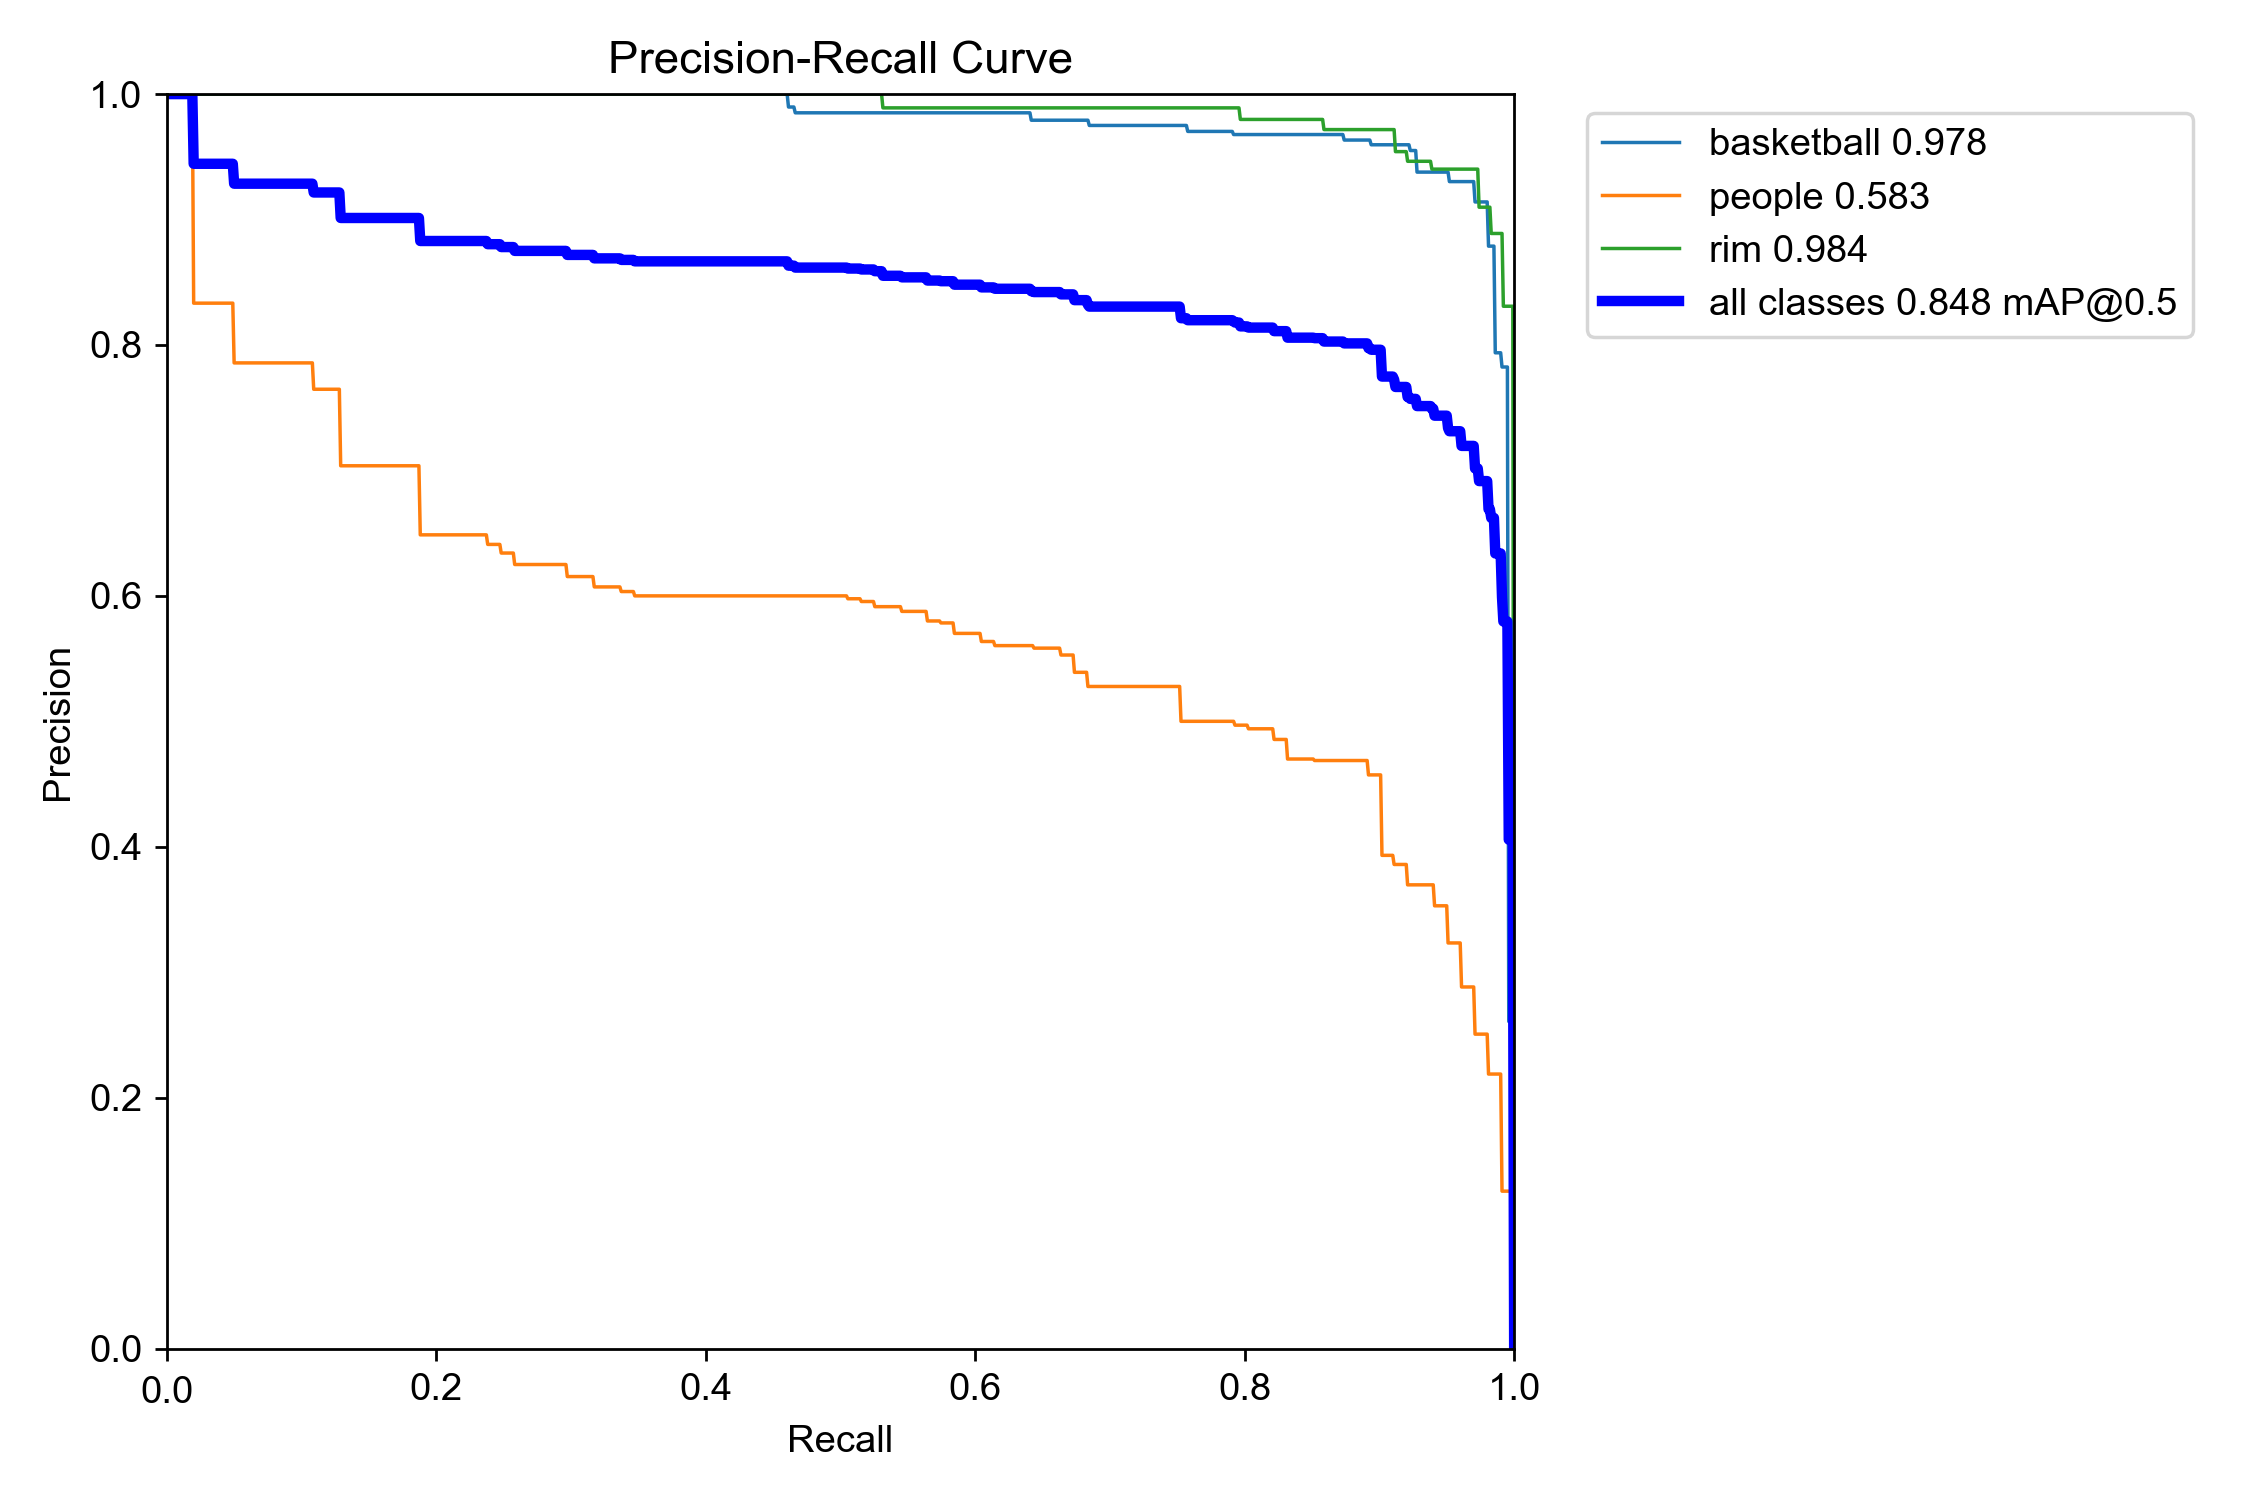 Precision-Recall Curve
1.0
0.8
0.6
0.4
0.2
0.0
Precision
0.0 0.2 0.4 0.6 0.8 1.0
Recall
basketball 0.978
people 0.583
rim 0.984
all classes 0.848 mAP@0.5